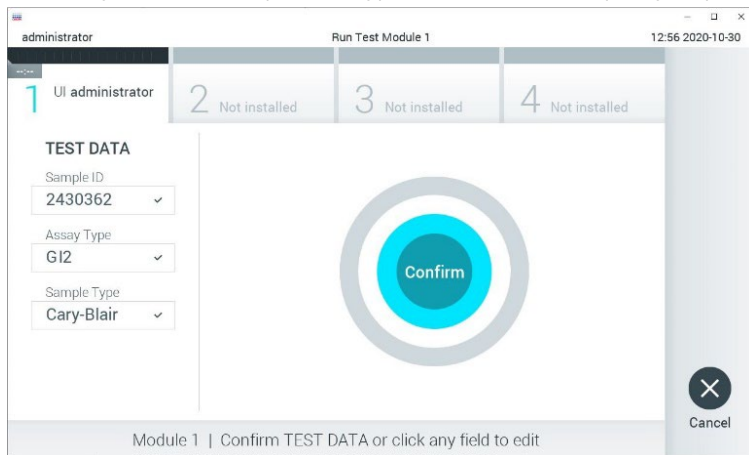 administrator
Run Test Module 1
12:56 2020-10-30
--:--
1 UI administrator
2 Not installed
3 Not installed
4 Not installed
TEST DATA
Sample ID
2430362
Assay Type
GI2
Sample Type
Cary-Blair
Confirm
Cancel
Module 1 | Confirm TEST DATA or click any field to edit